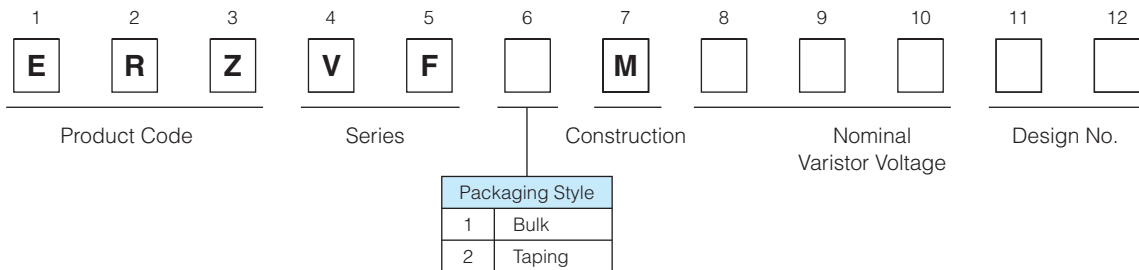 1 2 3 4 5 6 7 8 9 10 11 12
E R Z V F M
Product Code Series Construction Nominal Varistor Voltage Design No.
Packaging Style
1 Bulk
2 Taping